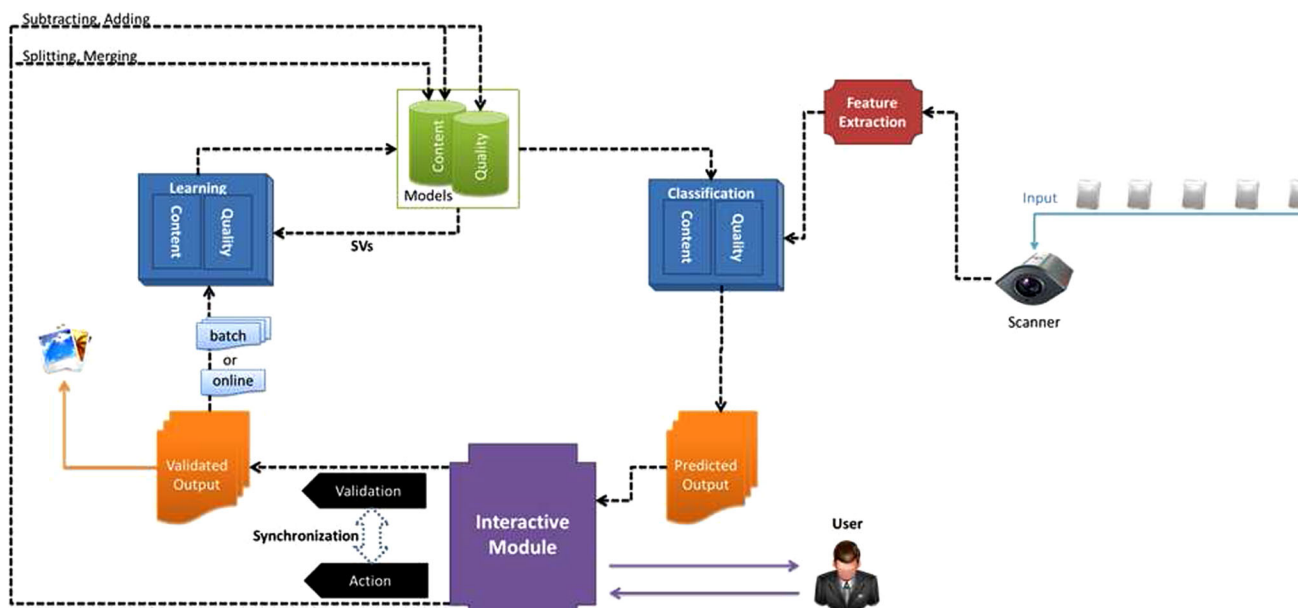 Subtracting, Adding
Splitting, Merging
Feature
Extraction
Content
Quality
Models
Learning
Content
Quality
SVs
Classification
Content
Quality
Input
Scanner
batch
or
online
Validated
Output
Validation
Synchronization
Action
Interactive
Module
Predicted
Output
User